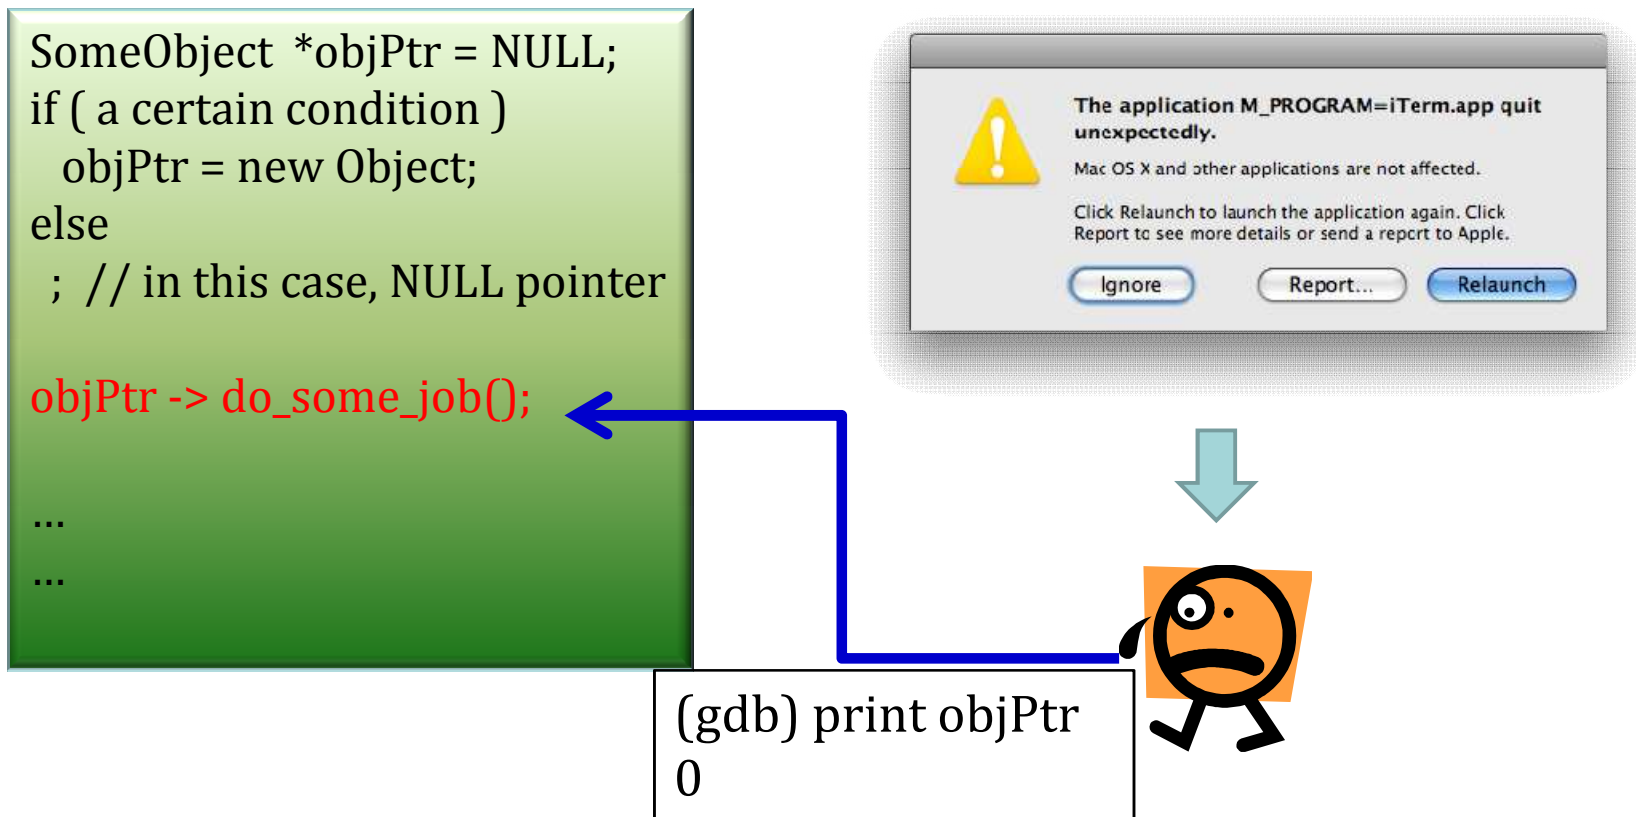 SomeObject *objPtr = NULL;
if ( a certain condition )
objPtr = new Object;
else
; // in this case, NULL pointer
objPtr -> do_some_job();
...
...
The application M_PROGRAM=iTerm.app quit
unexpectedly.
Mac OS X and other applications are not affected.
Click Relaunch to launch the application again. Click
Report to see more details or send a report to Apple.
Ignore
Report...
Relaunch
(gdb) print objPtr
0